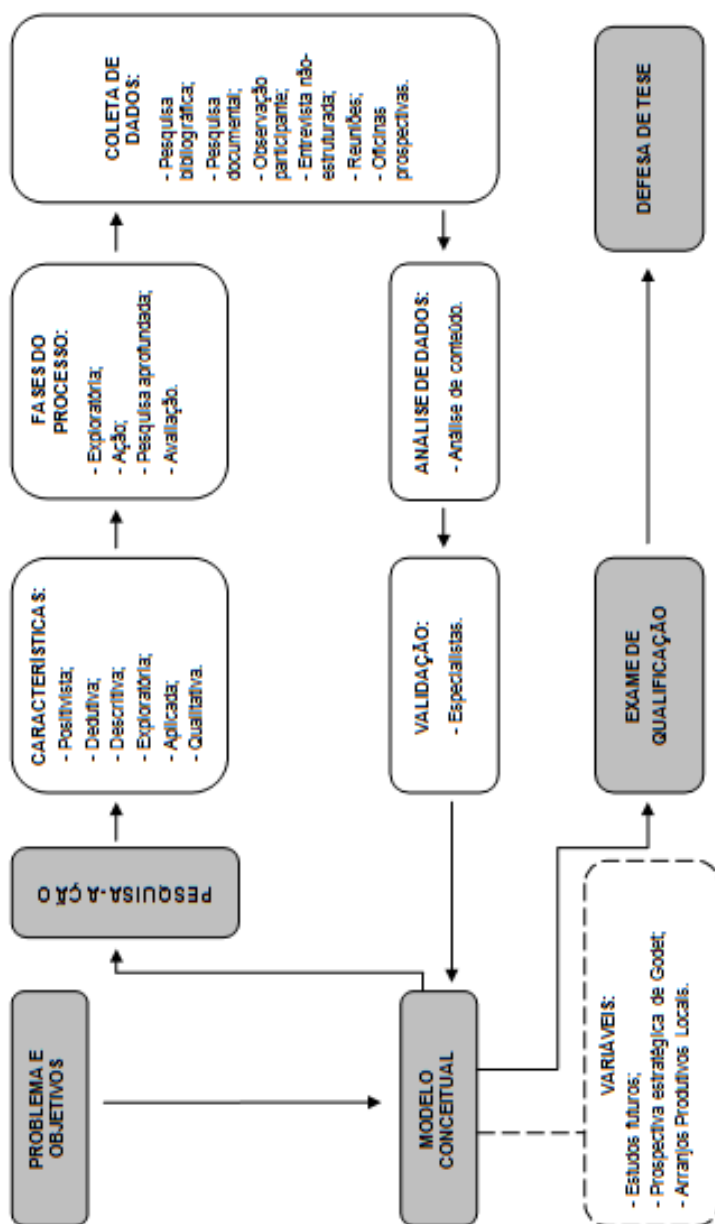 PROBLEMA E
OBJETIVOS
PESQUISA-AÇÃO
CARACTERÍSTICAS:
- Positivista;
- Dedutiva;
- Descritiva;
- Exploratória;
- Aplicada;
- Qualitativa.
FASES DO
PROCESSO:
- Exploratória;
- Ação;
- Pesquisa aprofundada;
- Avaliação.
COLETA DE
DADOS:
- Pesquisa
bibliográfica;
- Pesquisa
documental;
- Observação
participante;
- Entrevista não-
estruturada;
- Reuniões;
- Oficinas
prospectivas.
MODELO
CONCEITUAL
VALIDAÇÃO:
- Especialistas.
ANÁLISE DE DADOS:
- Análise de conteúdo.
VARIÁVEIS:
- Estudos futuros;
- Prospectiva estratégica de Godet;
- Arranjos Produtivos Locais.
EXAME DE
QUALIFICAÇÃO
DEFESA DE TESE